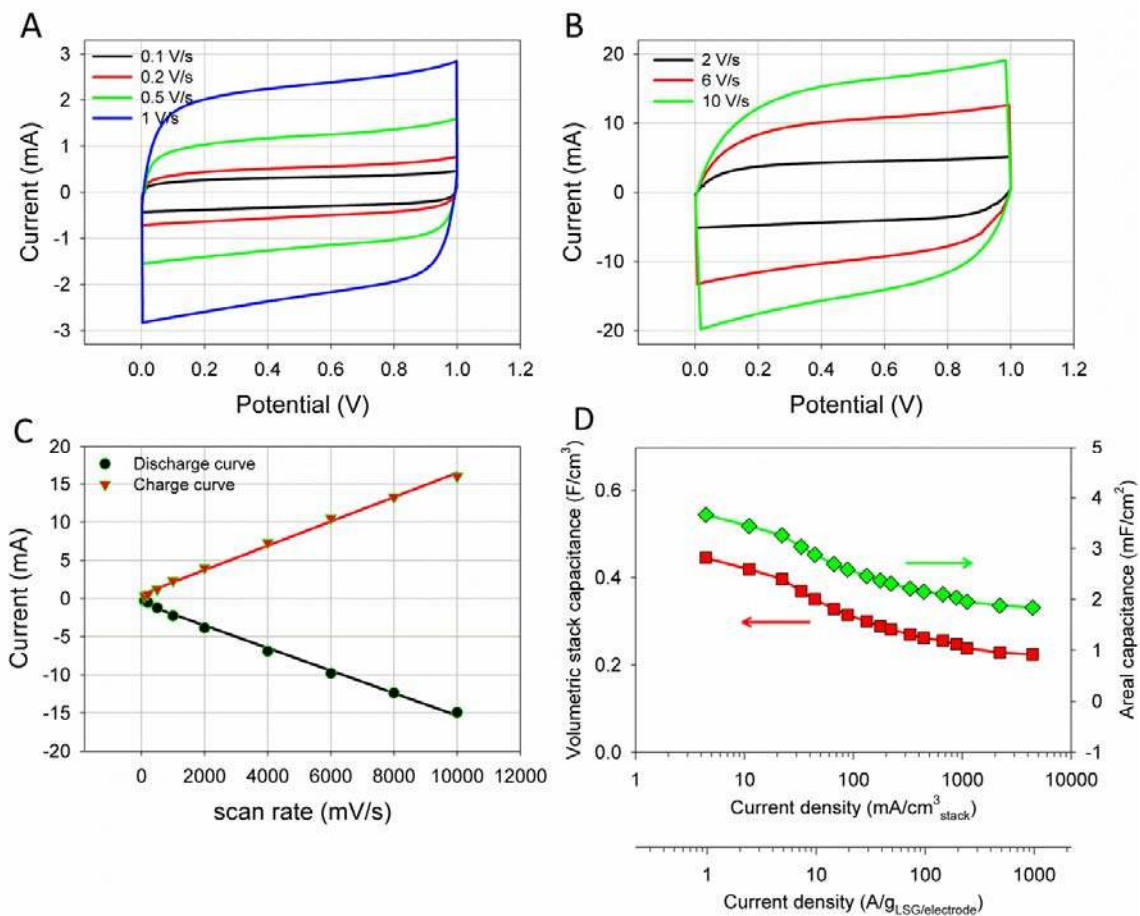 A
3
2
1
0
-1
-2
-3
Current (mA)
0.1 V/s
0.2 V/s
0.5 V/s
1 V/s
0.0 0.2 0.4 0.6 0.8 1.0 1.2
Potential (V)
B
20
10
0
-10
-20
Current (mA)
2 V/s
6 V/s
10 V/s
0.0 0.2 0.4 0.6 0.8 1.0 1.2
Potential (V)
C
20
15
10
5
0
-5
-10
-15
-20
Current (mA)
Discharge curve
Charge curve
0 2000 4000 6000 8000 10000 12000
scan rate (mV/s)
D
0.6
0.4
0.2
0.0
Volumetric stack capacitance (F/cm³)
5
4
3
2
1
0
-1
Areal capacitance (mF/cm²)
1 10 100 1000 10000
Current density (mA/cm³stack)
1 10 100 1000
Current density (A/gLSG/electrode)